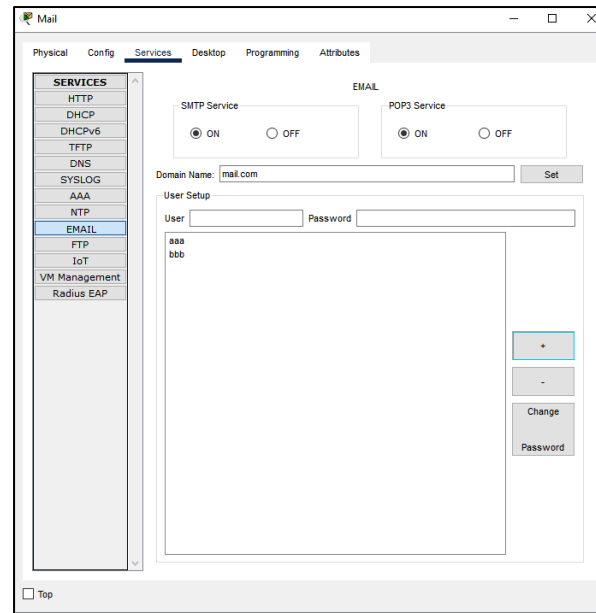 Mail
Physical Config Services Desktop Programming Attributes
SERVICES
HTTP
DHCP
DHCPv6
TFTP
DNS
SYSLOG
AAA
NTP
EMAIL
FTP
IoT
VM Management
Radius EAP
EMAIL
SMTP Service
ON OFF
POP3 Service
ON OFF
Domain Name: mail.com Set
User Setup
User Password
aaa
bbb
+
-
Change
Password
Top